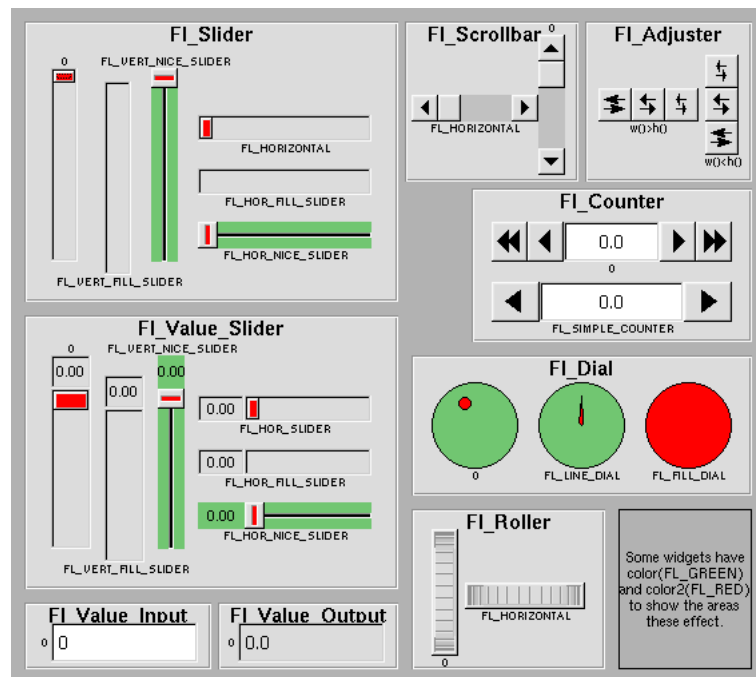 Fl_Slider
0
FL_VERT_NICE_SLIDER
FL_HORIZONTAL
FL_HOR_FILL_SLIDER
FL_HOR_NICE_SLIDER
FL_VERT_FILL_SLIDER
Fl_Scrollbar
0
FL_HORIZONTAL
Fl_Adjuster
w()>h()
w()<h()
Fl_Counter
0.0
0
0.0
FL_SIMPLE_COUNTER
Fl_Value_Slider
0
FL_VERT_NICE_SLIDER
0.00
0.00
0.00
0.00
FL_HOR_SLIDER
0.00
FL_HOR_FILL_SLIDER
0.00
FL_HOR_NICE_SLIDER
FL_VERT_FILL_SLIDER
Fl_Dial
0
FL_LINE_DIAL
FL_FILL_DIAL
Fl_Roller
FL_HORIZONTAL
0
Some widgets have
color(FL_GREEN)
and color2(FL_RED)
to show the areas
these effect.
Fl_Value_Input
0
0
Fl_Value_Output
0
0.0